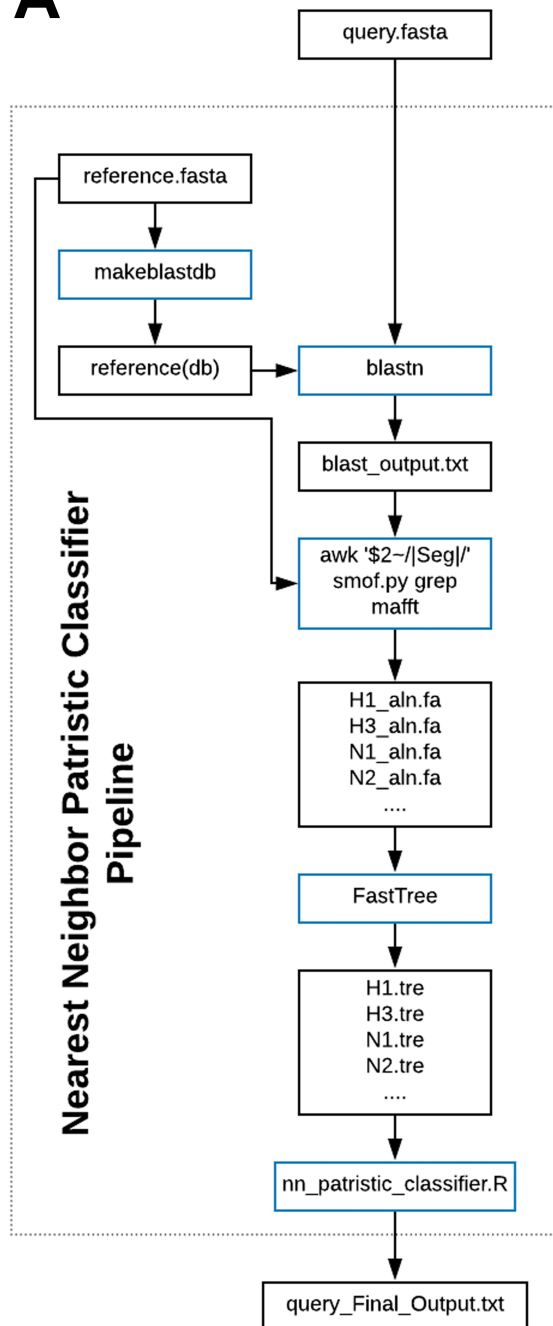 A
query.fasta
reference.fasta
makeblastdb
reference(db)
blastn
blast_output.txt
awk '$2~/|Seg|/'
smof.py grep
mafft
H1_aln.fa
H3_aln.fa
N1_aln.fa
N2_aln.fa
....
FastTree
H1.tre
H3.tre
N1.tre
N2.tre
....
nn_patristic_classifier.R
query_Final_Output.txt
Nearest Neighbor Patristic Classifier
Pipeline